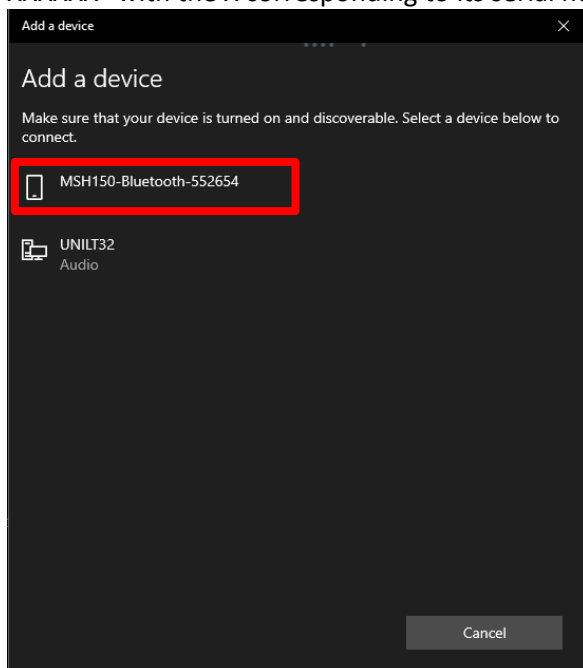 Add a device
Add a device
Make sure that your device is turned on and discoverable. Select a device below to
connect.
MSH150-Bluetooth-552654
UNILT32
Audio
Cancel